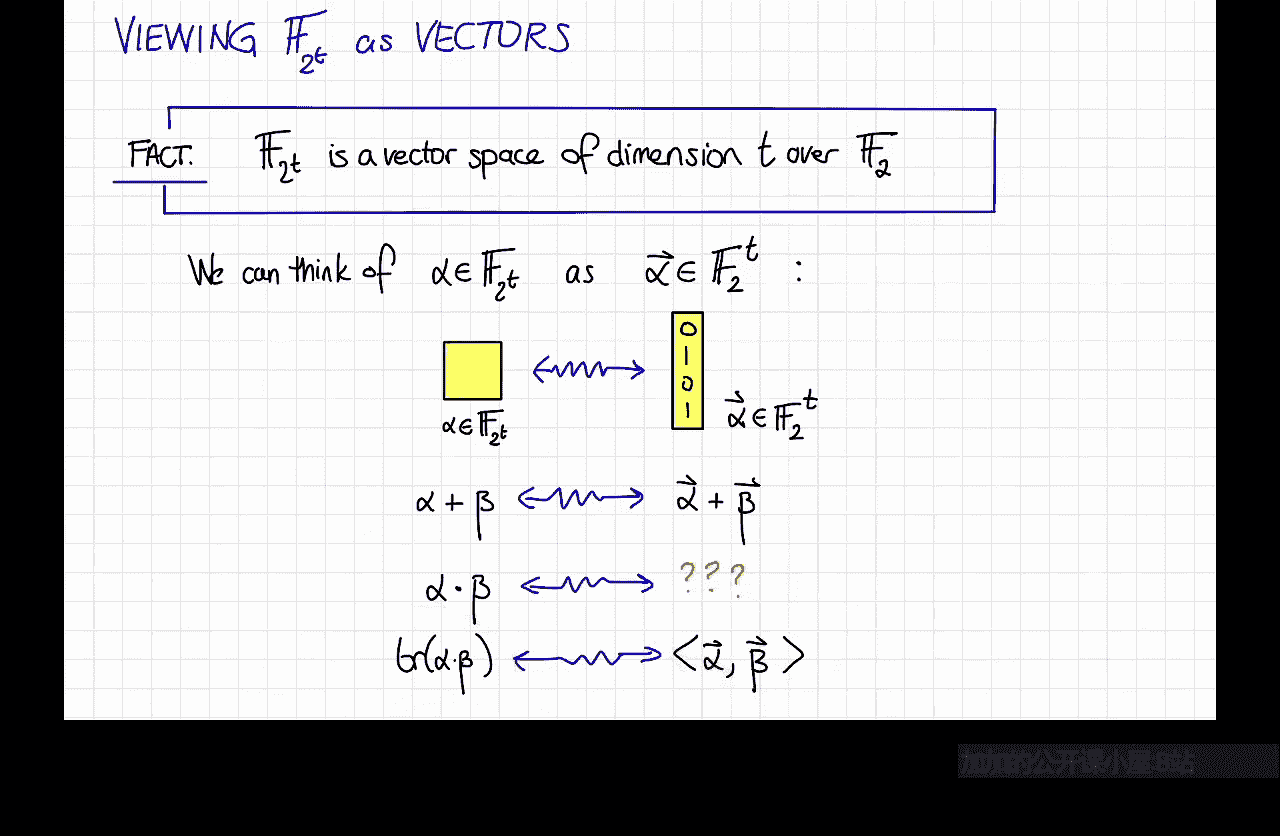 VIEWING 𝔽_{2^t} as VECTORS
FACT. 𝔽_{2^t} is a vector space of dimension t over 𝔽_2
We can think of α ∈ 𝔽_{2^t} as α⃗ ∈ 𝔽_2^t :
0
1
0
1
α ∈ 𝔽_{2^t}
α⃗ ∈ 𝔽_2^t
α + β ↔ α⃗ + β⃗
α · β ↔ ???
tr(α·β) ↔ <α⃗, β⃗>